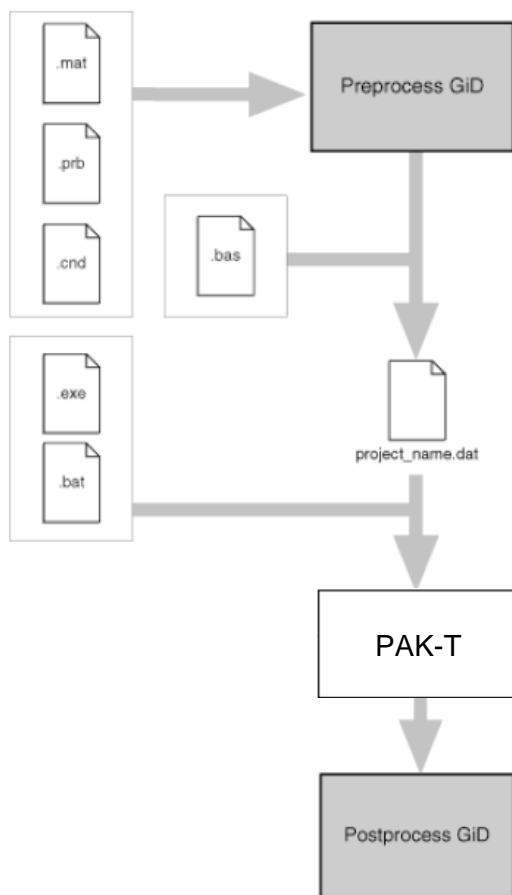 .mat
Preprocess GiD
.prb
.cnd
.bas
.exe
.bat
project_name.dat
PAK-T
Postprocess GiD